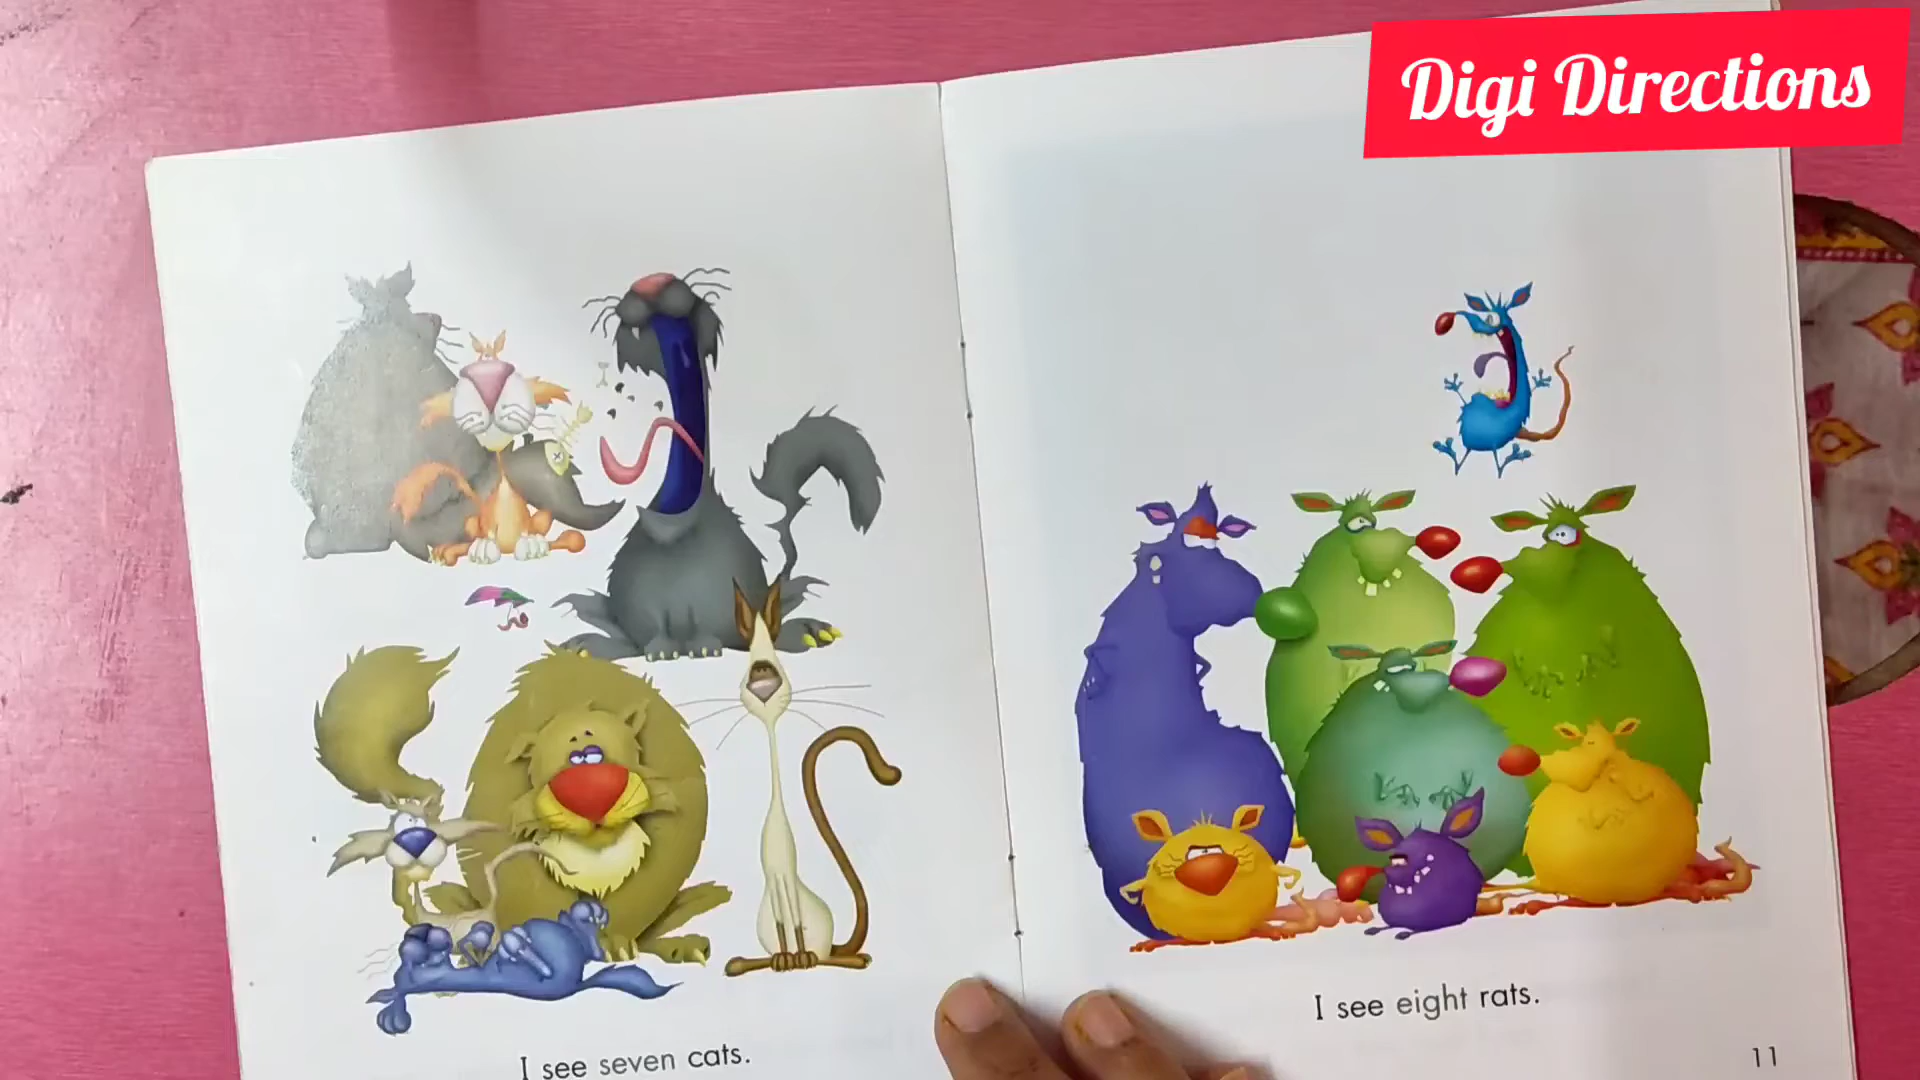 Digi Directions
I see seven cats.
I see eight rats.
11